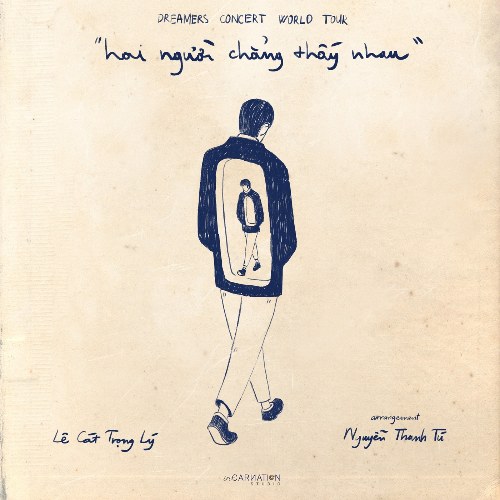 DREAMERS CONCERT WORLD TOUR
"hai người chẳng thấy nhau"
Lê Cát Trọng Lý
arrangement
Nguyễn Thanh Tú
inCARNATION
STUDIO